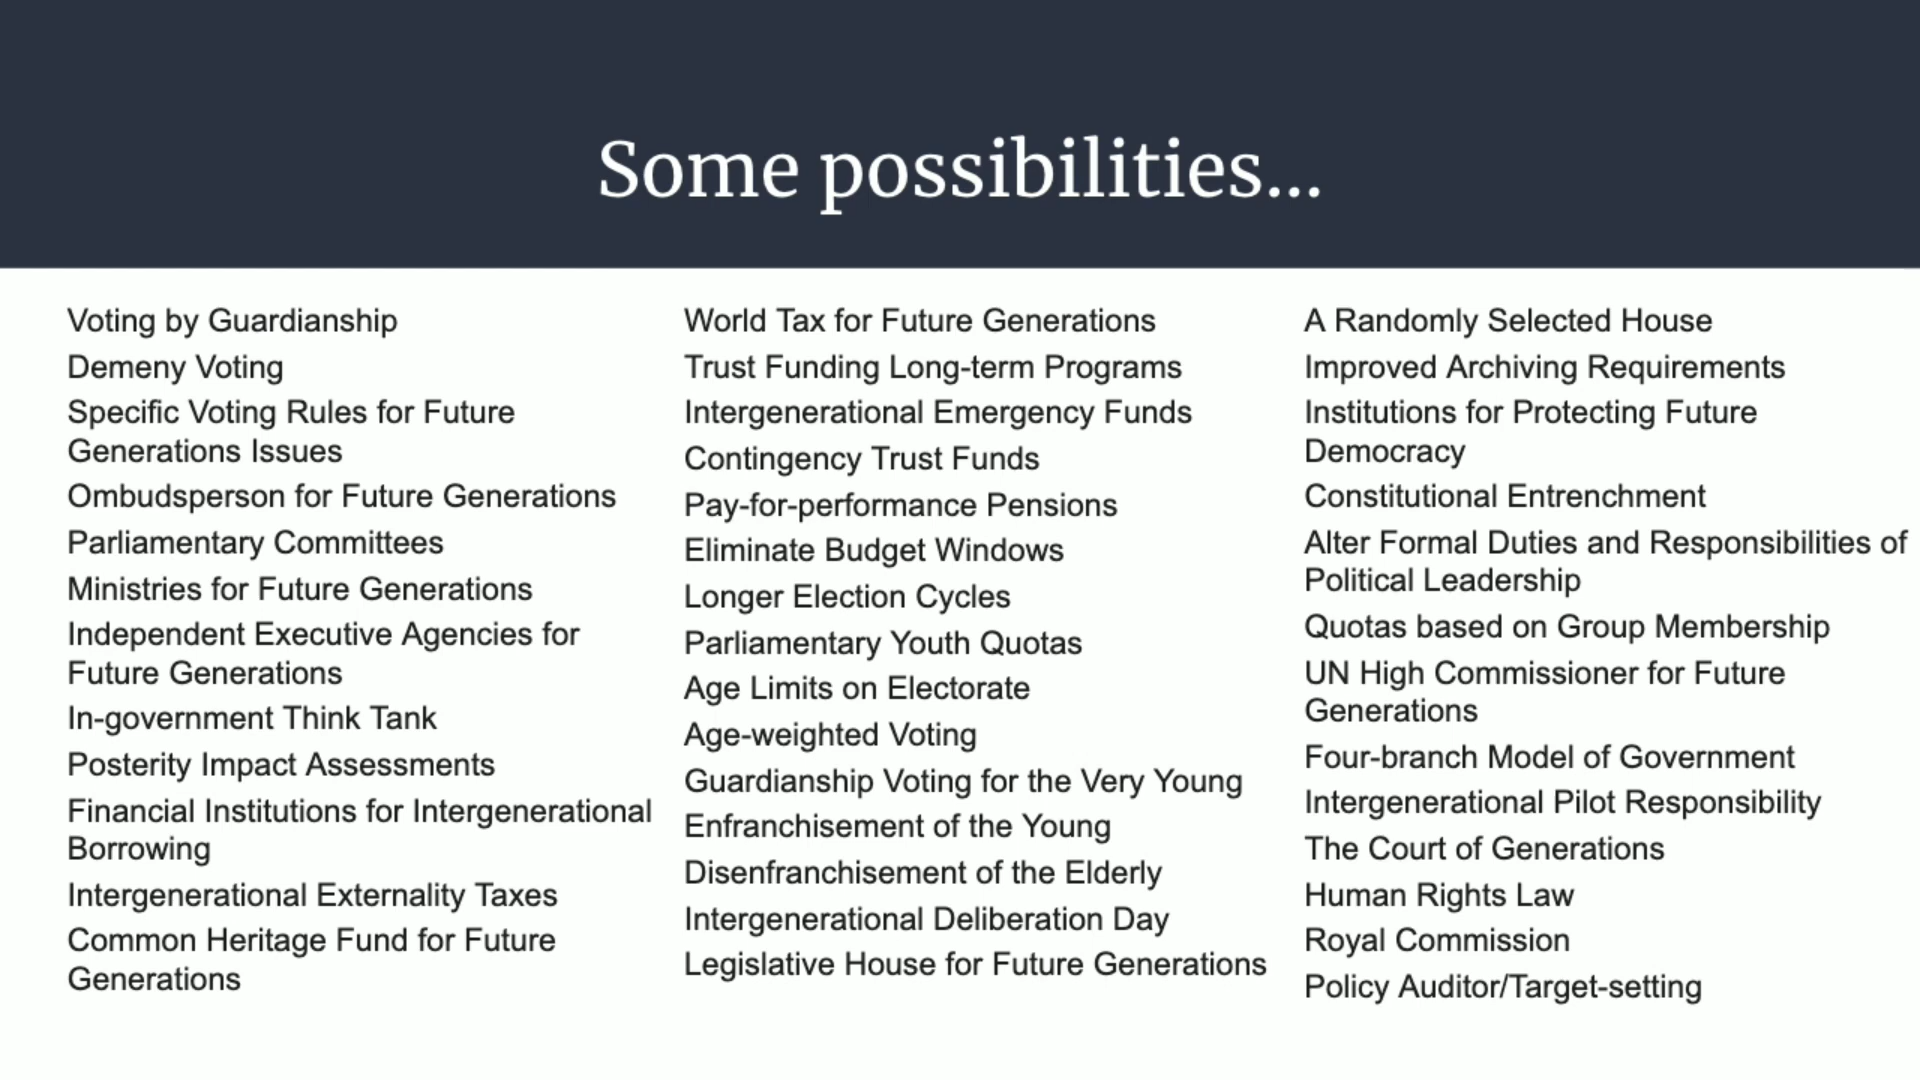 Some possibilities...
Voting by Guardianship
Demeny Voting
Specific Voting Rules for Future
Generations Issues
Ombudsperson for Future Generations
Parliamentary Committees
Ministries for Future Generations
Independent Executive Agencies for
Future Generations
In-government Think Tank
Posterity Impact Assessments
Financial Institutions for Intergenerational
Borrowing
Intergenerational Externality Taxes
Common Heritage Fund for Future
Generations
World Tax for Future Generations
Trust Funding Long-term Programs
Intergenerational Emergency Funds
Contingency Trust Funds
Pay-for-performance Pensions
Eliminate Budget Windows
Longer Election Cycles
Parliamentary Youth Quotas
Age Limits on Electorate
Age-weighted Voting
Guardianship Voting for the Very Young
Enfranchisement of the Young
Disenfranchisement of the Elderly
Intergenerational Deliberation Day
Legislative House for Future Generations
A Randomly Selected House
Improved Archiving Requirements
Institutions for Protecting Future
Democracy
Constitutional Entrenchment
Alter Formal Duties and Responsibilities of
Political Leadership
Quotas based on Group Membership
UN High Commissioner for Future
Generations
Four-branch Model of Government
Intergenerational Pilot Responsibility
The Court of Generations
Human Rights Law
Royal Commission
Policy Auditor/Target-setting